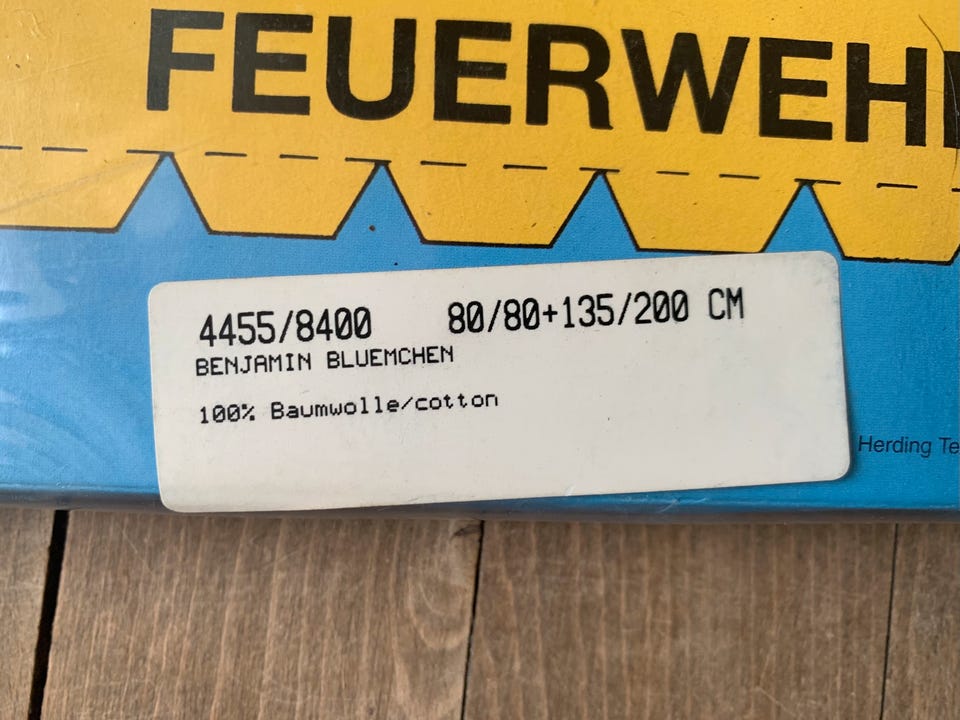 FEUERWEH
4455/8400 80/80+135/200 CM
BENJAMIN BLUEMCHEN
100% Baumwolle/cotton
Herding Te